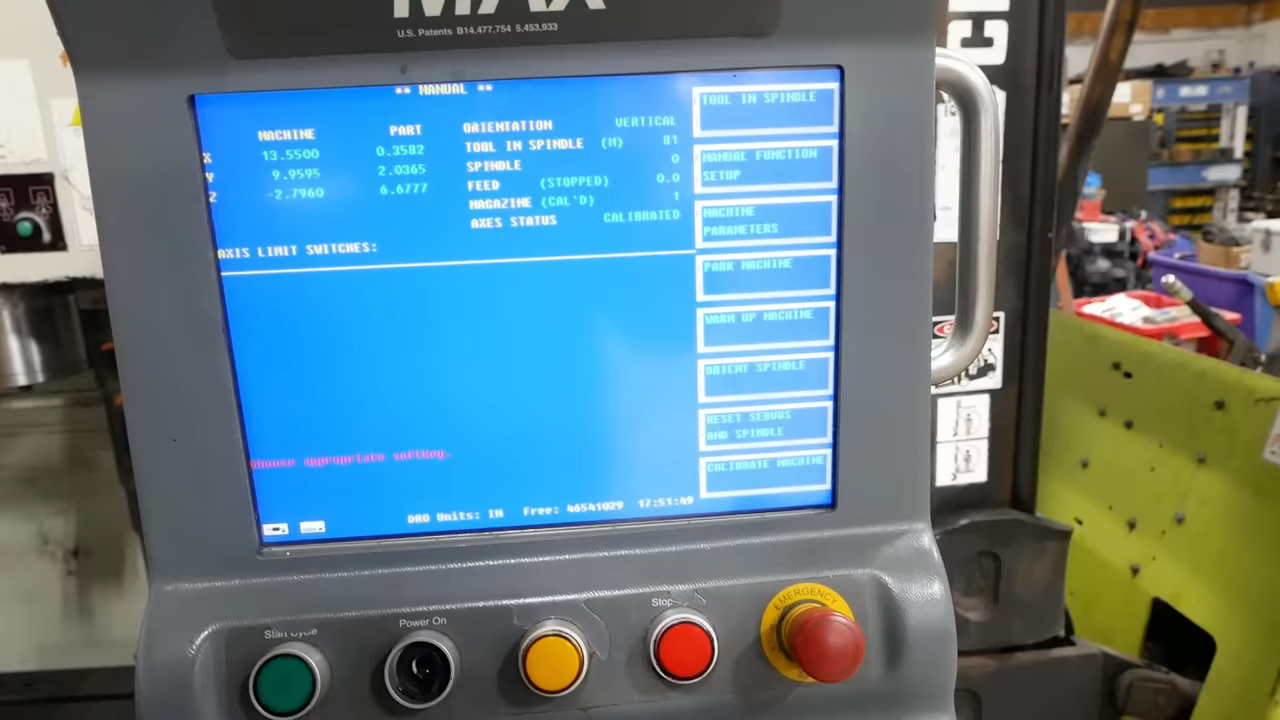 MAX
U.S. Patents B14,477,754 5,453,933
** MANUAL **
MACHINE PART
X 13.5500 0.3582
Y 9.9595 2.0365
Z -2.7960 6.6777
ORIENTATION VERTICAL
TOOL IN SPINDLE (M) 81
SPINDLE 0
FEED (STOPPED) 0.0
MAGAZINE (CAL'D) 1
AXES STATUS CALIBRATED
AXIS LIMIT SWITCHES:
TOOL IN SPINDLE
MANUAL FUNCTION
SETUP
MACHINE
PARAMETERS
PARK MACHINE
WARM UP MACHINE
ORIENT SPINDLE
RESET SERVOS
AND SPINDLE
CALIBRATE MACHINE
Choose appropriate softkey.
DRO Units: IN Free: 46541029 17:51:49
Start Cycle
Power On
Stop
EMERGENCY